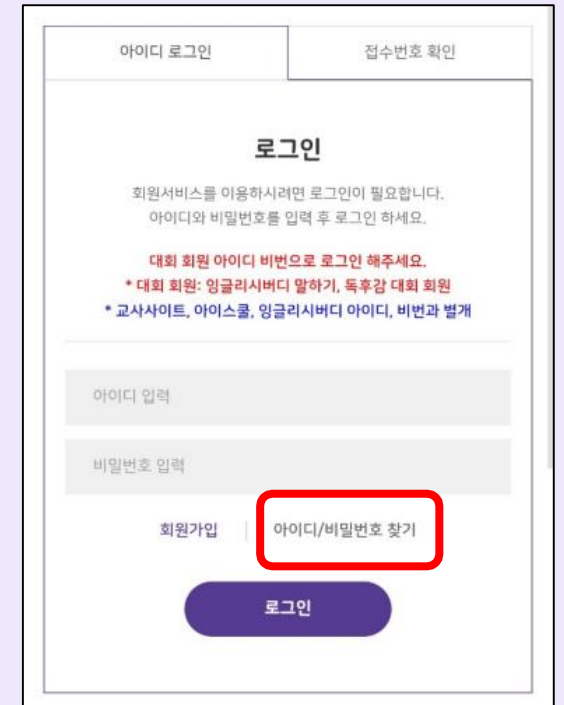 아이디 로그인
접수번호 확인
로그인
회원서비스를 이용하시려면 로그인이 필요합니다.
아이디와 비밀번호를 입력 후 로그인 하세요.
대회 회원 아이디 비번으로 로그인 해주세요.
* 대회 회원: 잉글리시버디 말하기, 독후감 대회 회원
* 교사사이트, 아이스쿨, 잉글리시버디 아이디, 비번과 별개
아이디 입력
비밀번호 입력
회원가입 | 아이디/비밀번호 찾기
로그인